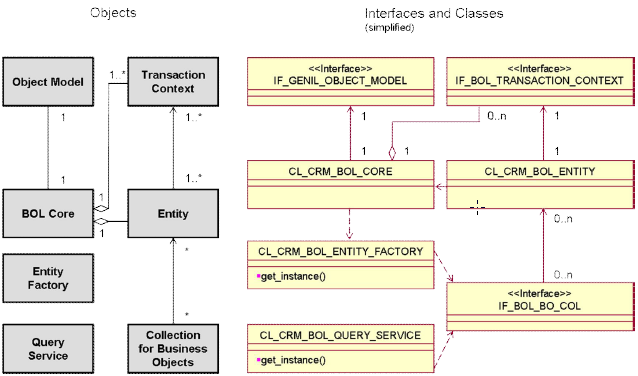 Objects
Interfaces and Classes
(simplified)
Object Model
1..*
Transaction
Context
<<Interface>>
IF_GENIL_OBJECT_MODEL
<<Interface>>
IF_BOL_TRANSACTION_CONTEXT
1
1..*
1
0..n
1
1
1
1..*
1
1
1
BOL Core
1
Entity
CL_CRM_BOL_CORE
CL_CRM_BOL_ENTITY
*
0..n
Entity
Factory
CL_CRM_BOL_ENTITY_FACTORY
get_instance()
0..n
<<Interface>>
IF_BOL_BO_COL
*
Query
Service
Collection
for Business
Objects
CL_CRM_BOL_QUERY_SERVICE
get_instance()